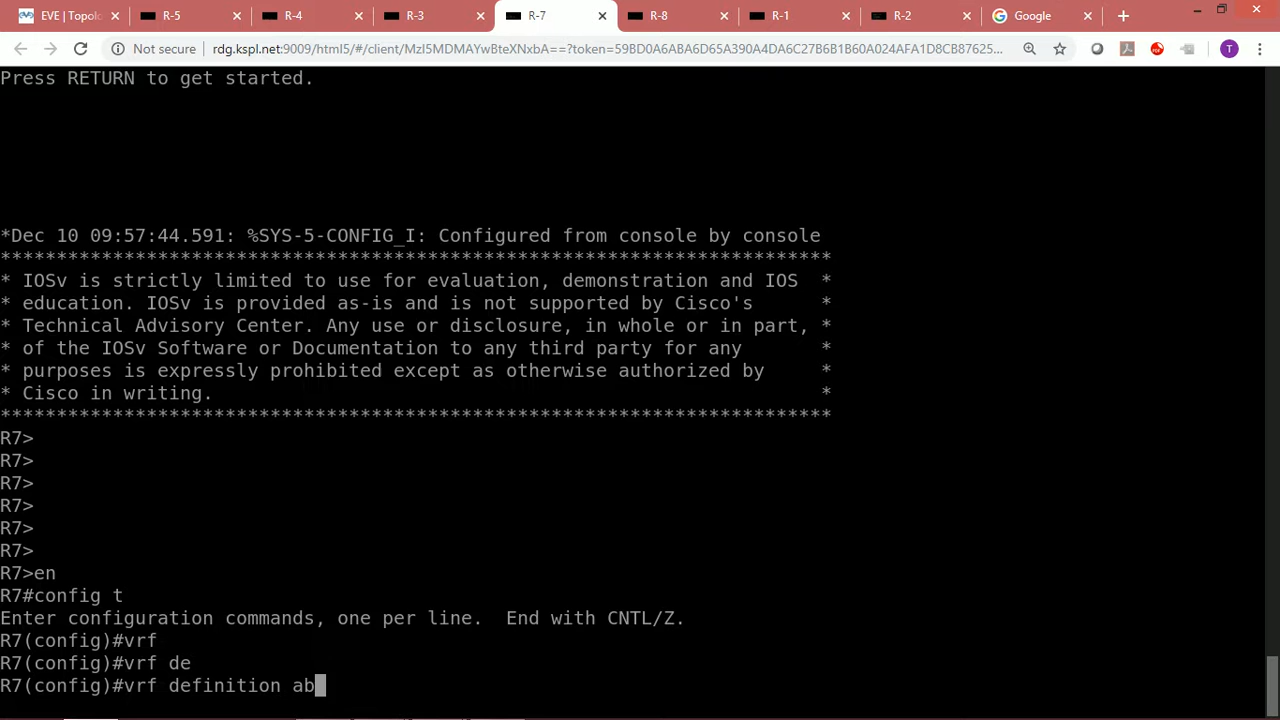 EVE | Topolo
R-5
R-4
R-3
R-7
R-8
R-1
R-2
Google
Not secure
rdg.kspl.net:9009/html5/#/client/MzI5MDMAYwBteXNxbA==?token=59BD0A6ABA6D65A390A4DA6C27B6B1B60A024AFA1D8CB87625...
T
Press RETURN to get started.
*Dec 10 09:57:44.591: %SYS-5-CONFIG_I: Configured from console by console
**************************************************************************
* IOSv is strictly limited to use for evaluation, demonstration and IOS  *
* education. IOSv is provided as-is and is not supported by Cisco's      *
* Technical Advisory Center. Any use or disclosure, in whole or in part, *
* of the IOSv Software or Documentation to any third party for any       *
* purposes is expressly prohibited except as otherwise authorized by     *
* Cisco in writing.                                                      *
**************************************************************************
R7>
R7>
R7>
R7>
R7>
R7>
R7>en
R7#config t
Enter configuration commands, one per line.  End with CNTL/Z.
R7(config)#vrf
R7(config)#vrf de
R7(config)#vrf definition ab